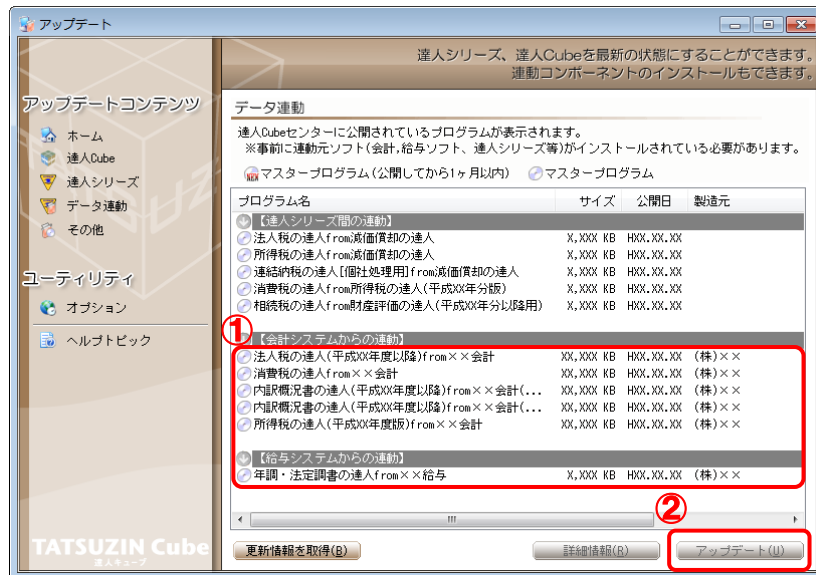 アップデート
達人シリーズ、達人Cubeを最新の状態にすることができます。
連動コンポーネントのインストールもできます。
アップデートコンテンツ
ホーム
達人Cube
達人シリーズ
データ連動
その他
ユーティリティ
オプション
ヘルプトピック
TATSUZIN Cube
達人キューブ
データ連動
達人Cubeセンターに公開されているプログラムが表示されます。
※事前に連動元ソフト(会計,給与ソフト、達人シリーズ等)がインストールされている必要があります。
NEW マスタープログラム(公開してから1ヶ月以内) マスタープログラム
プログラム名 サイズ 公開日 製造元
【達人シリーズ間の連動】
法人税の達人from減価償却の達人 X,XXX KB HXX.XX.XX
所得税の達人from減価償却の達人 X,XXX KB HXX.XX.XX
連結納税の達人[個社処理用]from減価償却の達人 X,XXX KB HXX.XX.XX
消費税の達人from所得税の達人(平成XX年分版) X,XXX KB HXX.XX.XX
相続税の達人from財産評価の達人(平成XX年分以降用) X,XXX KB HXX.XX.XX
①
【会計システムからの連動】
法人税の達人(平成XX年度以降)from××会計 XX,XXX KB HXX.XX.XX (株)××
消費税の達人from××会計 XX,XXX KB HXX.XX.XX (株)××
内訳概況書の達人(平成XX年度以降)from××会計(... XX,XXX KB HXX.XX.XX (株)××
内訳概況書の達人(平成XX年度以降)from××会計(... XX,XXX KB HXX.XX.XX (株)××
所得税の達人(平成XX年度版)from××会計 XX,XXX KB HXX.XX.XX (株)××
【給与システムからの連動】
年調・法定調書の達人from××給与 X,XXX KB HXX.XX.XX (株)××
②
更新情報を取得(B) 詳細情報(R) アップデート(U)